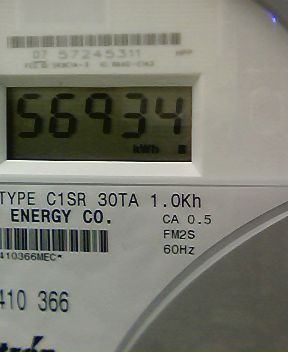 07 57245311
56934
kWh
TYPE C1SR 30TA 1.0Kh
ENERGY CO. CA 0.5
FM2S
410366MEC* 60Hz
410 366